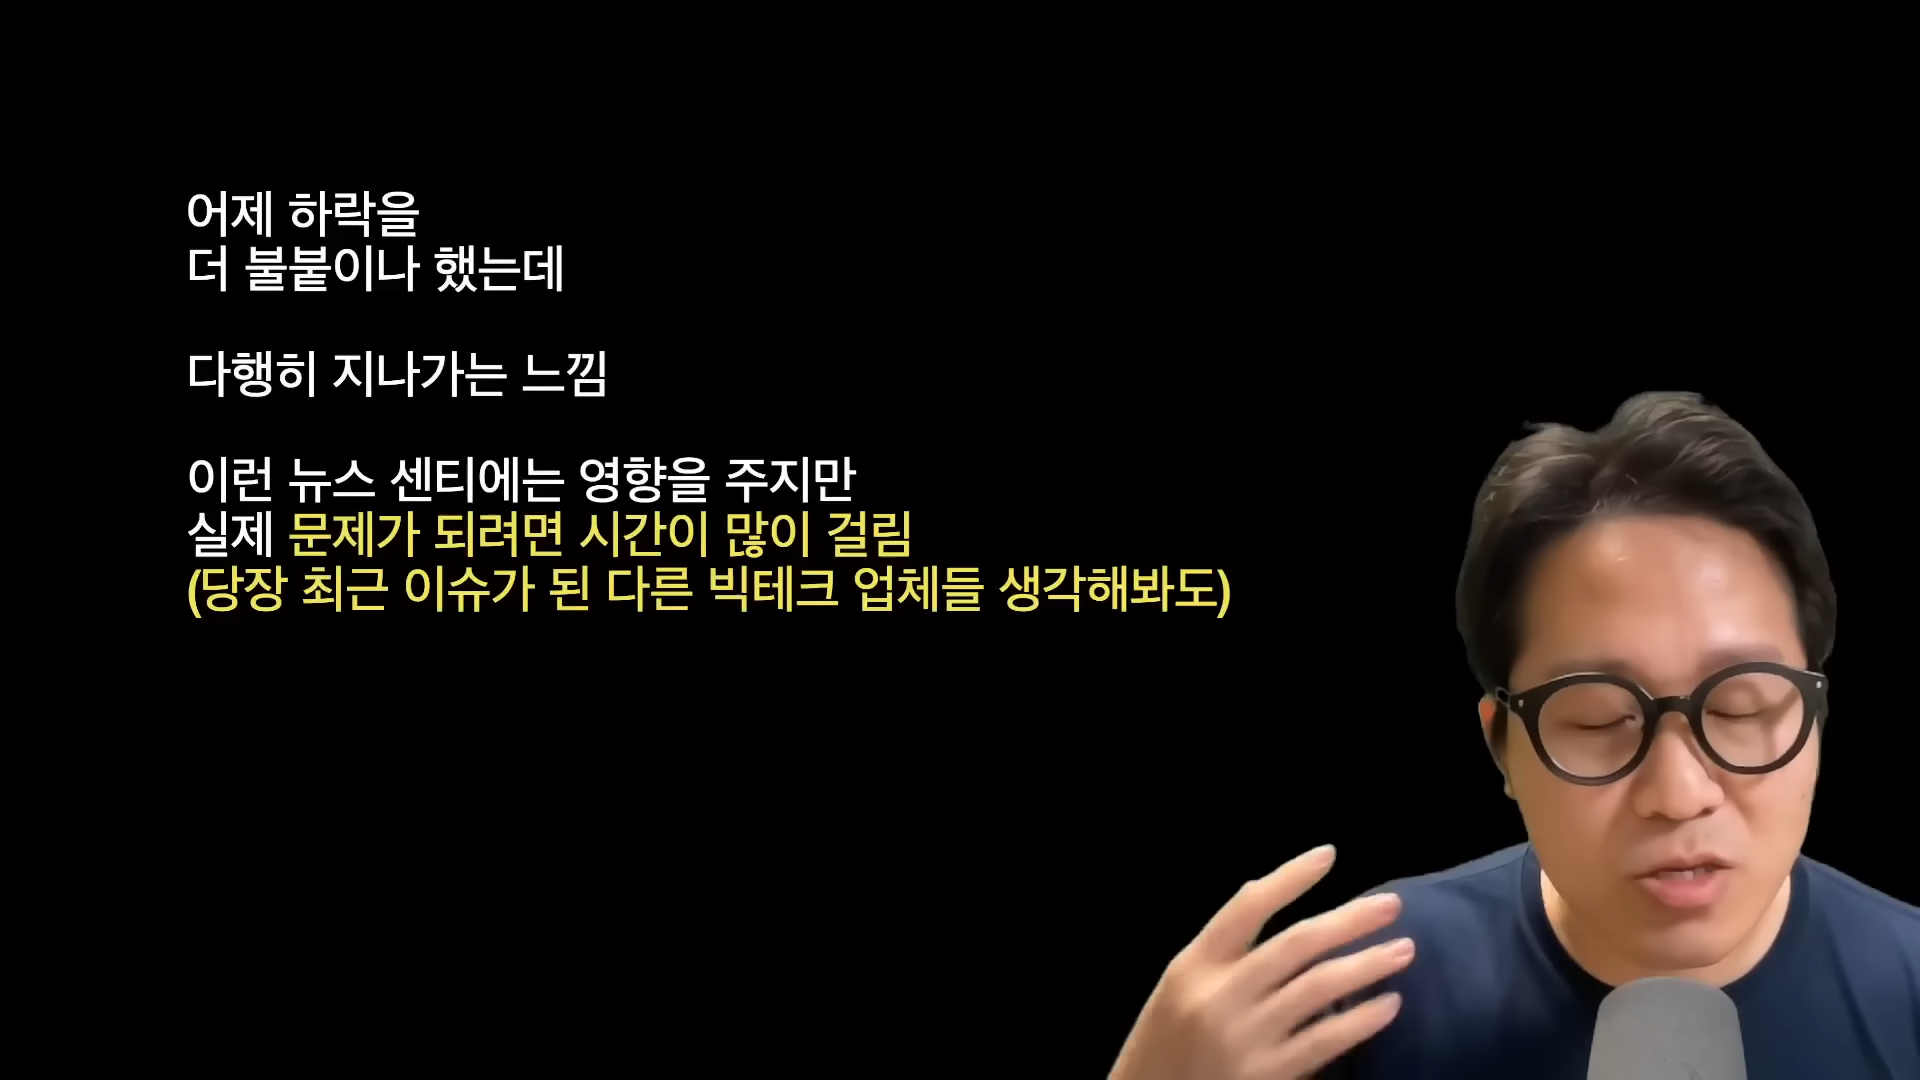 어제 하락을
더 불붙이나 했는데
다행히 지나가는 느낌
이런 뉴스 센티에는 영향을 주지만
실제 문제가 되려면 시간이 많이 걸림
(당장 최근 이슈가 된 다른 빅테크 업체들 생각해봐도)